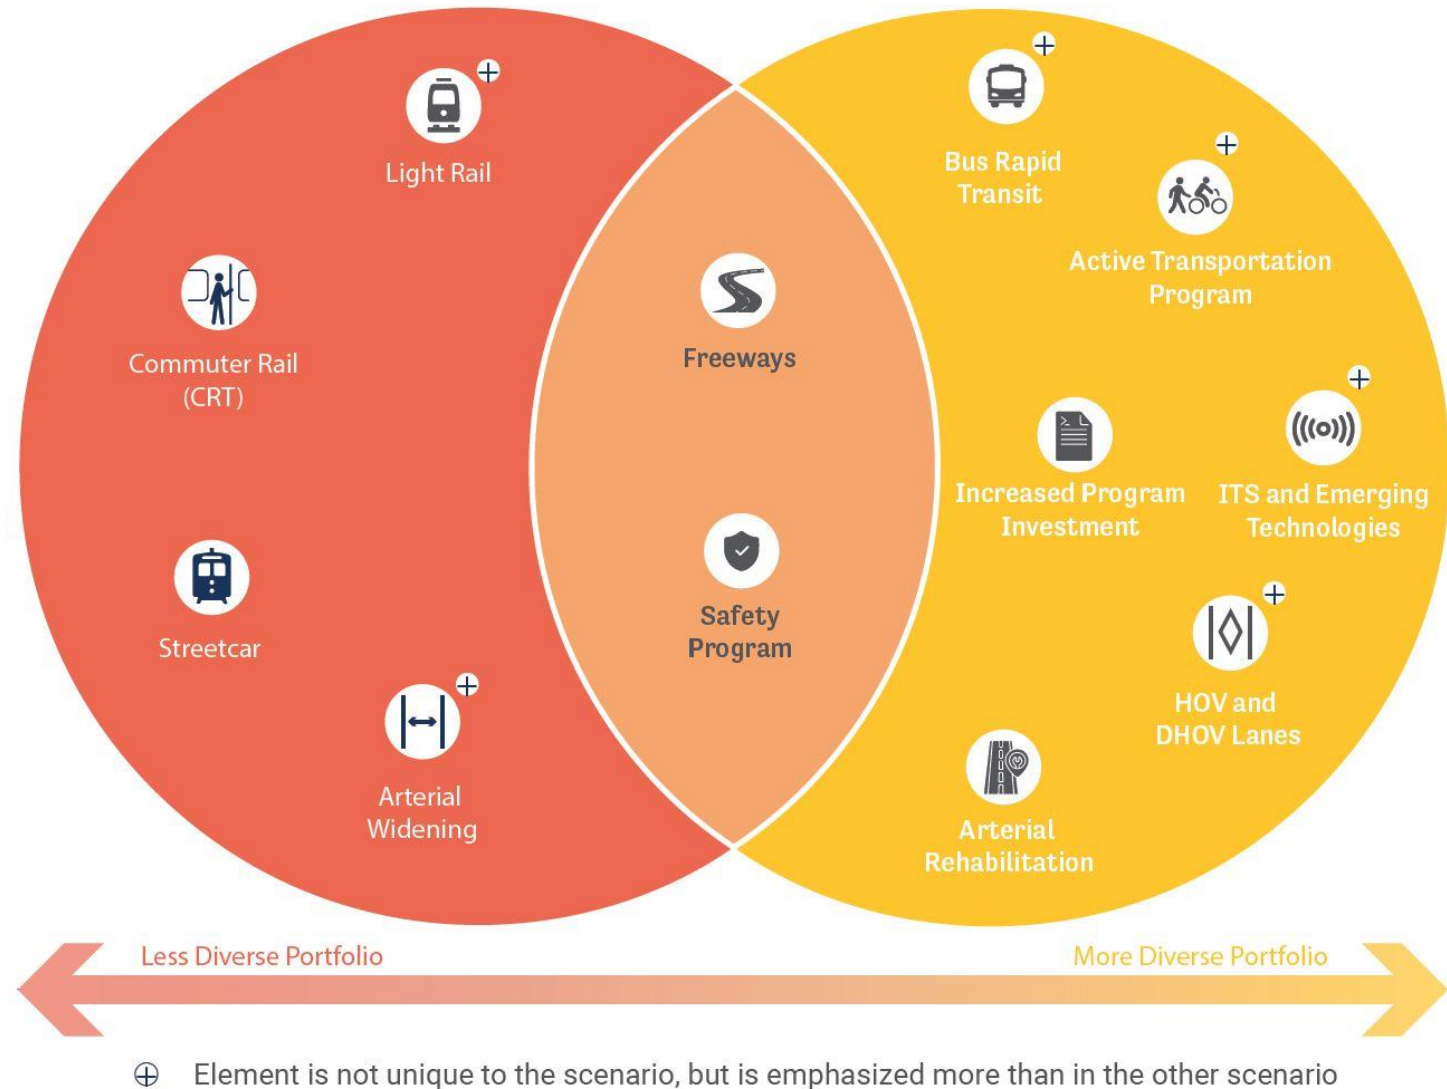 Light Rail
Commuter Rail
(CRT)
Streetcar
Arterial
Widening
Freeways
Safety
Program
Bus Rapid
Transit
Active Transportation
Program
Increased Program
Investment
ITS and Emerging
Technologies
HOV and
DHOV Lanes
Arterial
Rehabilitation
Less Diverse Portfolio
More Diverse Portfolio
Element is not unique to the scenario, but is emphasized more than in the other scenario